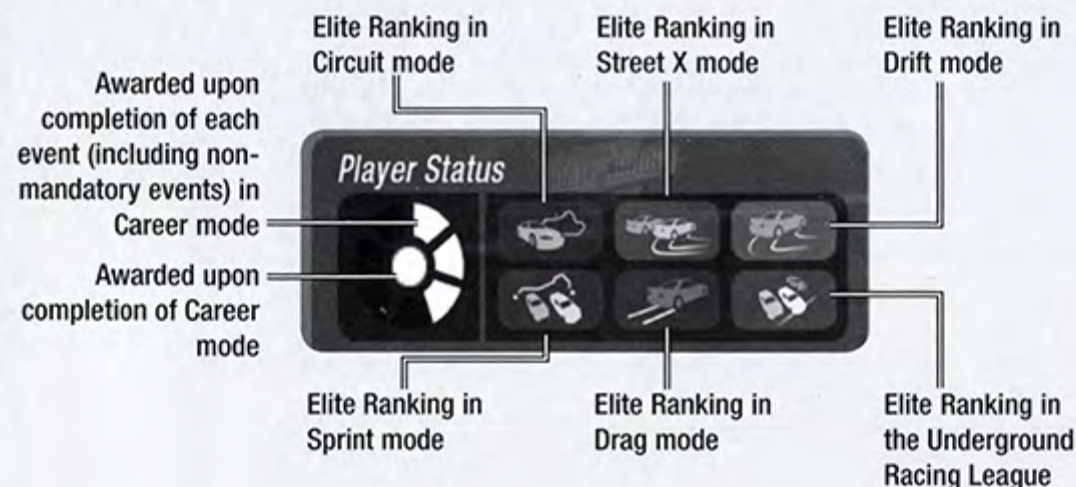 Elite Ranking in
Circuit mode
Elite Ranking in
Street X mode
Elite Ranking in
Drift mode
Awarded upon
completion of each
event (including non-
mandatory events) in
Career mode
Awarded upon
completion of Career
mode
Player Status
Elite Ranking in
Sprint mode
Elite Ranking in
Drag mode
Elite Ranking in
the Underground
Racing League